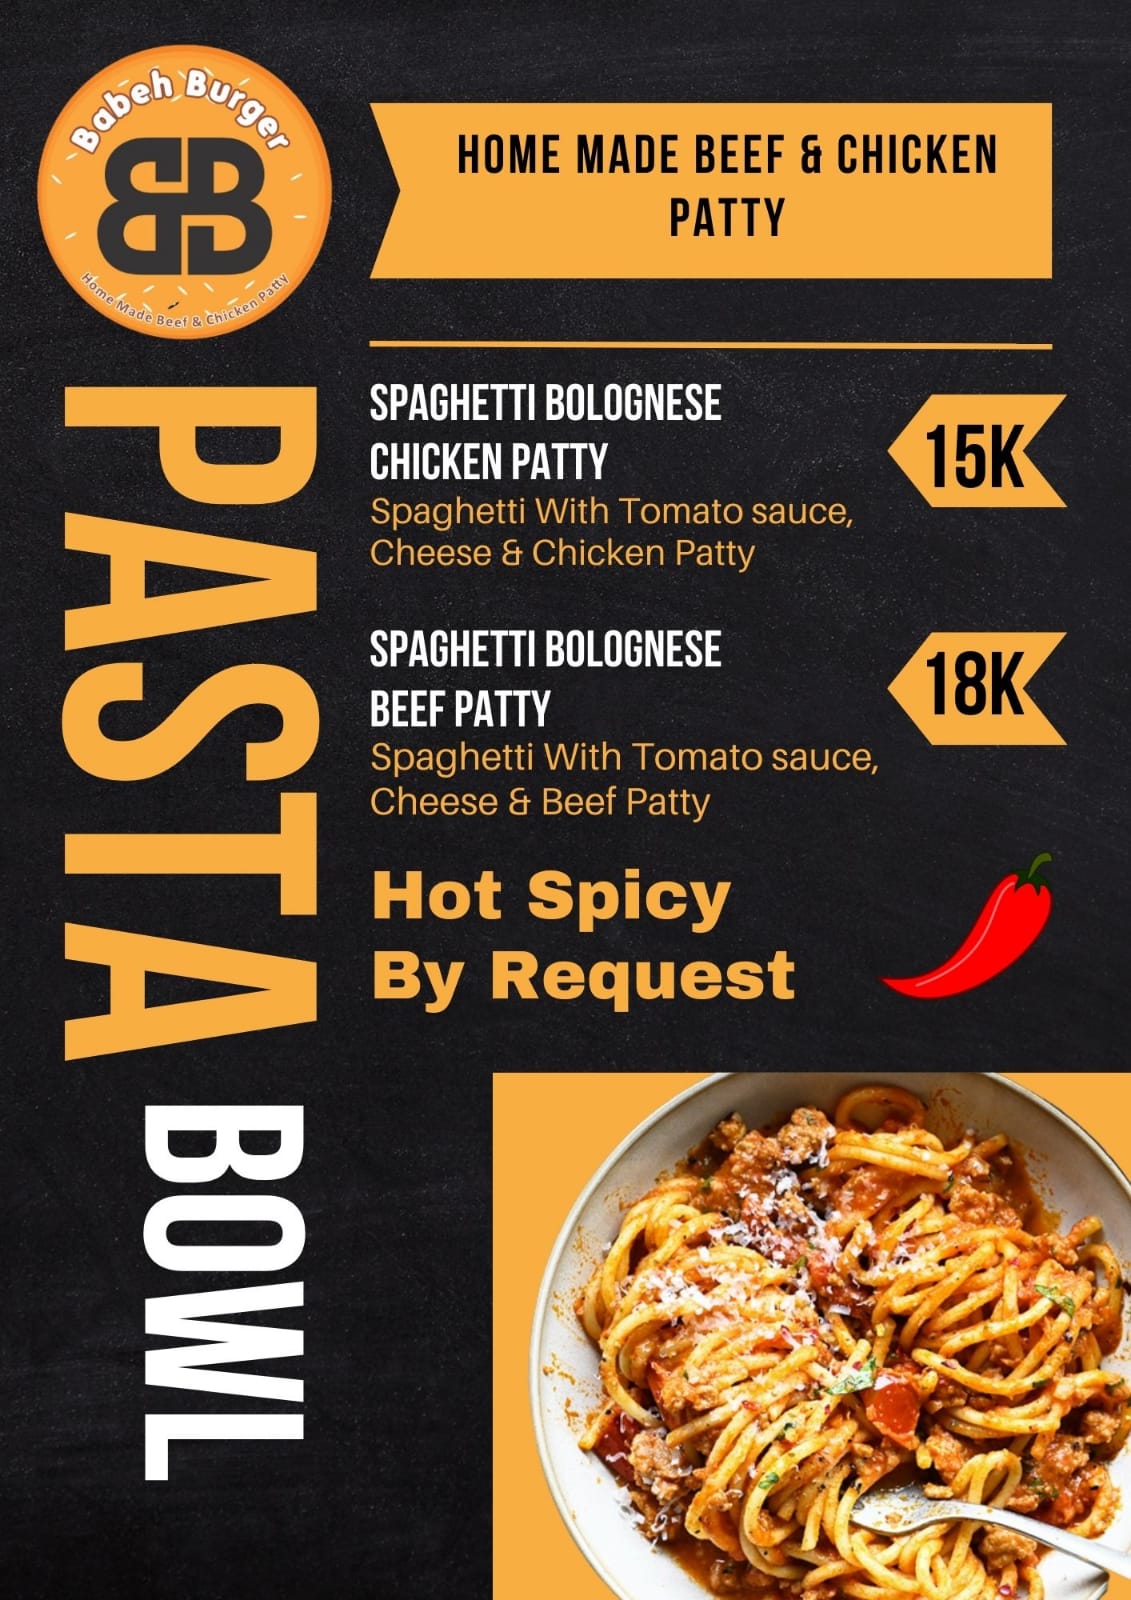 Babeh Burger
BB
Home Made Beef & Chicken Patty
HOME MADE BEEF & CHICKEN
PATTY
PASTA
BOWL
SPAGHETTI BOLOGNESE
CHICKEN PATTY
15K
Spaghetti With Tomato sauce,
Cheese & Chicken Patty
SPAGHETTI BOLOGNESE
BEEF PATTY
18K
Spaghetti With Tomato sauce,
Cheese & Beef Patty
Hot Spicy
By Request